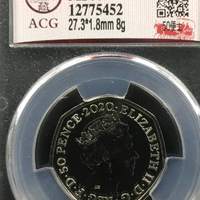 12775452
ACG 27.3*1.8mm 8g
50 PENCE·2020·ELIZABETH II·D·G·REG·F·D·